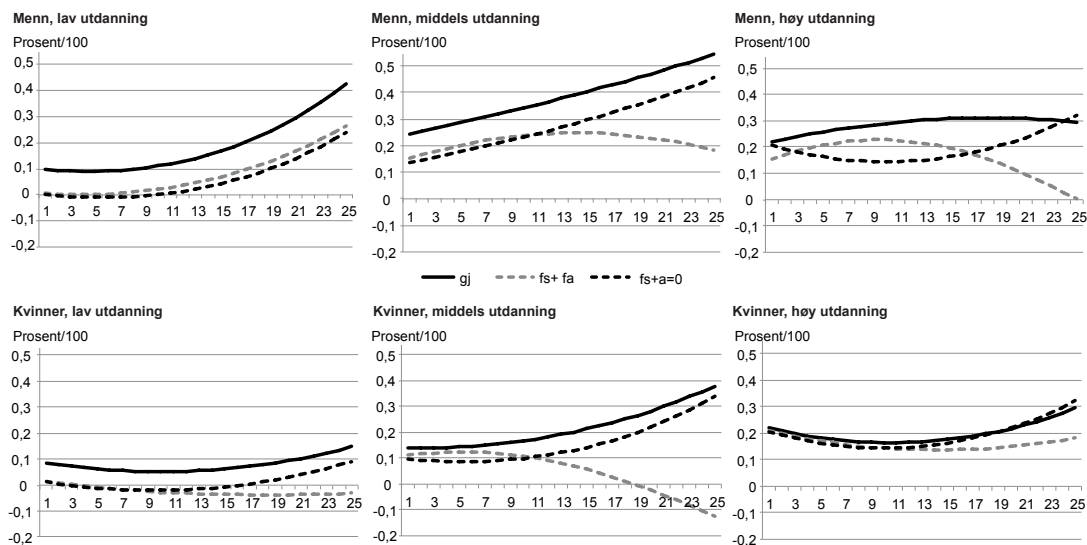 Menn, lav utdanning
Prosent/100
0,5
0,4
0,3
0,2
0,1
0
-0,1
-0,2
1 3 5 7 9 11 13 15 17 19 21 23 25
Menn, middels utdanning
Prosent/100
0,5
0,4
0,3
0,2
0,1
0
-0,1
-0,2
1 3 5 7 9 11 13 15 17 19 21 23 25
Menn, høy utdanning
Prosent/100
0,5
0,4
0,3
0,2
0,1
0
-0,1
-0,2
1 3 5 7 9 11 13 15 17 19 21 23 25
gj fs+ fa fs+a=0
Kvinner, lav utdanning
Prosent/100
0,5
0,4
0,3
0,2
0,1
0
-0,1
-0,2
1 3 5 7 9 11 13 15 17 19 21 23 25
Kvinner, middels utdanning
Prosent/100
0,5
0,4
0,3
0,2
0,1
0
-0,1
-0,2
1 3 5 7 9 11 13 15 17 19 21 23 25
Kvinner, høy utdanning
Prosent/100
0,5
0,4
0,3
0,2
0,1
0
-0,1
-0,2
1 3 5 7 9 11 13 15 17 19 21 23 25